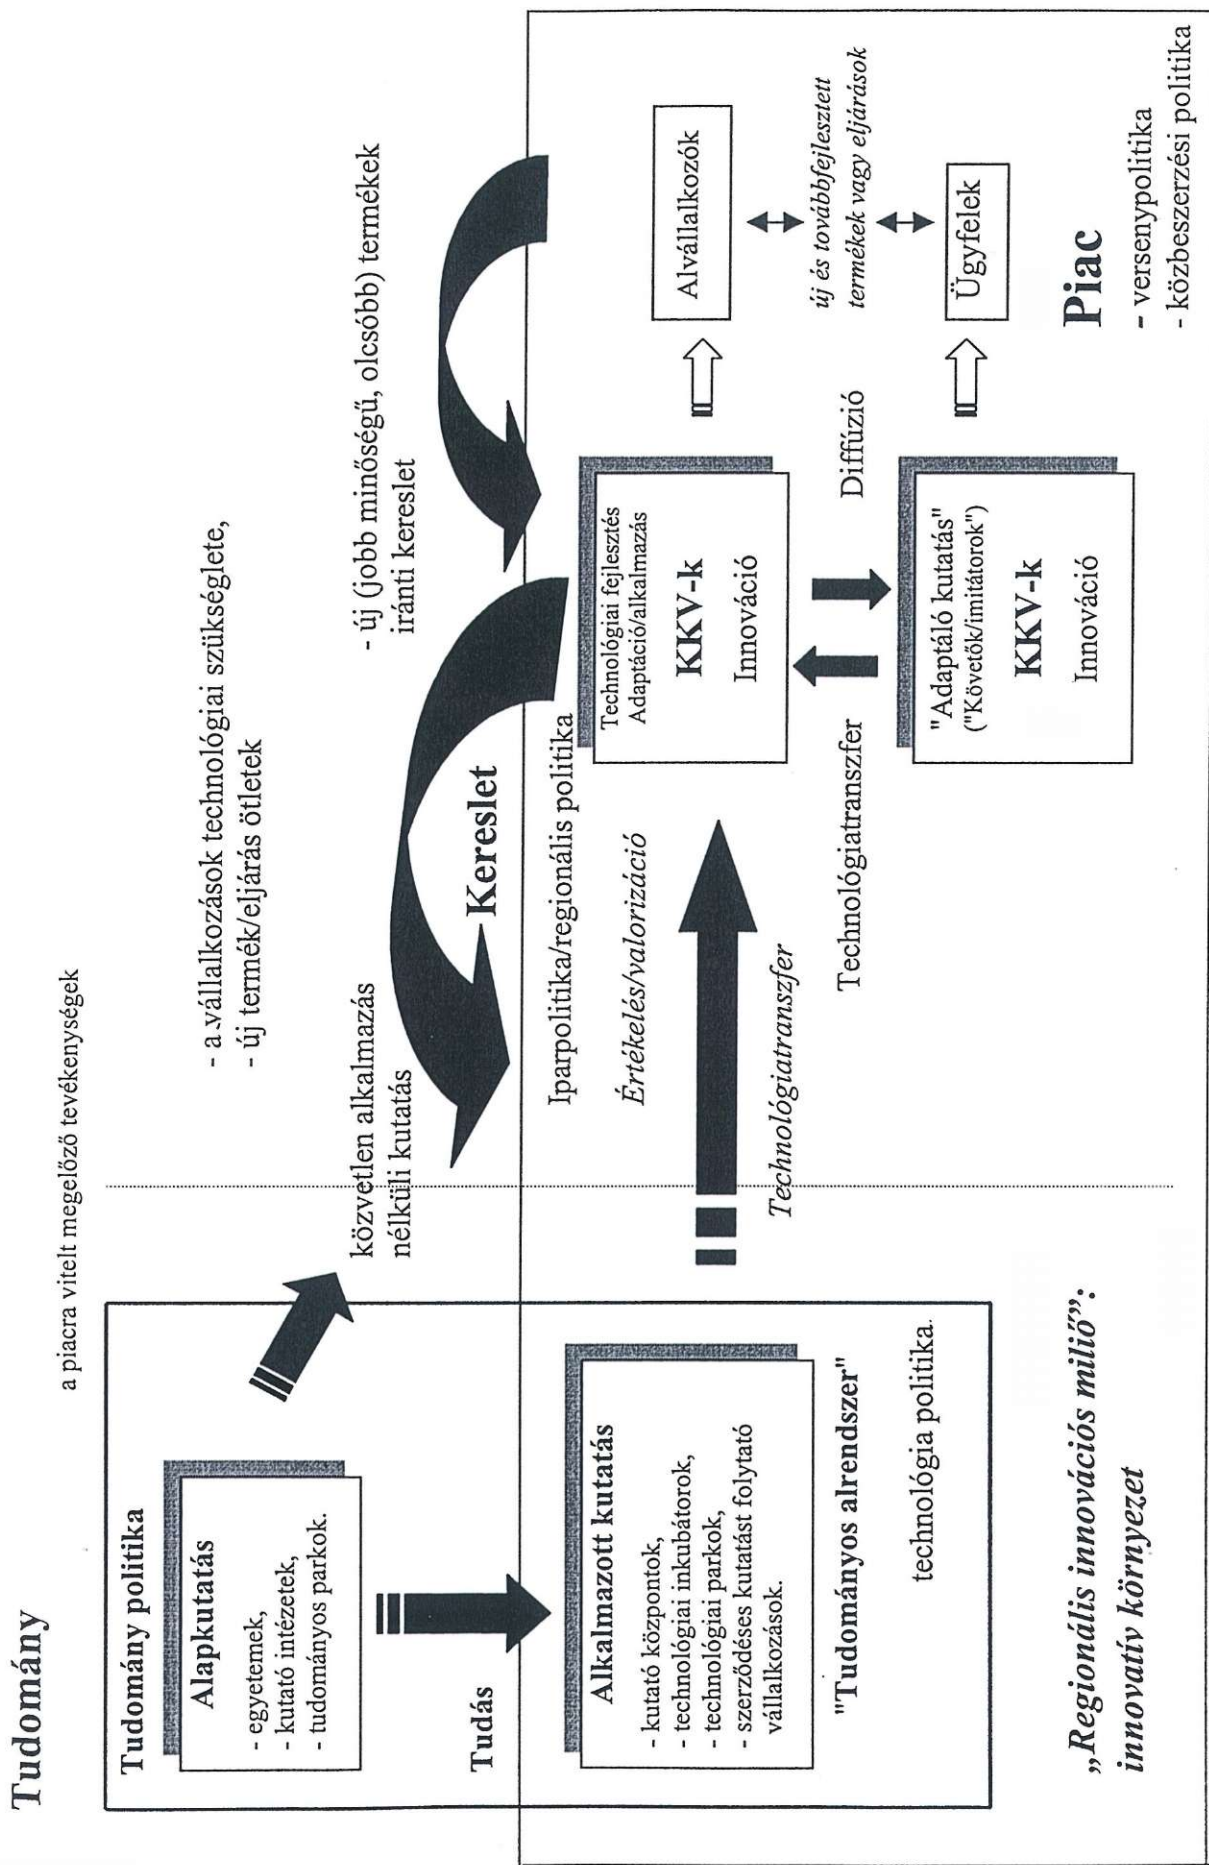 Tudomány
a piacra vitelt megelőző tevékenységek
Tudomány politika
Alapkutatás
- egyetemek,
- kutató intézetek,
- tudományos parkok.
Tudás
Alkalmazott kutatás
- kutató központok,
- technológiai inkubátorok,
- technológiai parkok,
- szerződéses kutatást folytató
vállalkozások.
"Tudományos alrendszer"
technológia politika.
„Regionális innovációs milió”:
innovatív környezet
közvetlen alkalmazás
nélküli kutatás
- a vállalkozások technológiai szükséglete,
- új termék/eljárás ötletek
Kereslet
- új (jobb minőségű, olcsóbb) termékek
iránti kereslet
Iparpolitika/regionális politika
Értékelés/valorizáció
Technológiatranszfer
Technológiai fejlesztés
Adaptáció/alkalmazás
KKV-k
Innováció
Technológiatranszfer
Diffúzió
"Adaptáló kutatás"
("Követők/imitátorok")
KKV-k
Innováció
Alvállalkozók
új és továbbfejlesztett
termékek vagy eljárások
Ügyfelek
Piac
- versenypolitika
- közbeszerzési politika